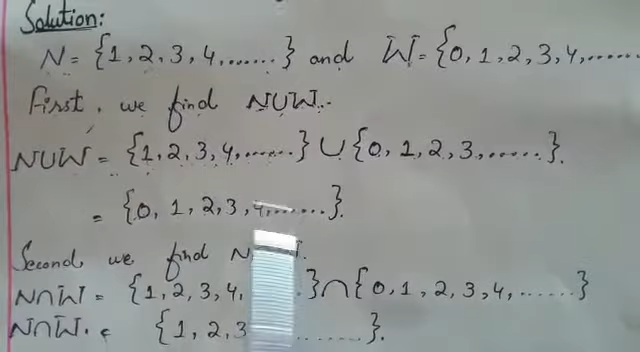 Solution:
N = {1, 2, 3, 4, .......} and W = {0, 1, 2, 3, 4, ......
First, we find N∪W.
N∪W = {1, 2, 3, 4, .......} ∪ {0, 1, 2, 3, ......}.
= {0, 1, 2, 3, 4, .......}.
Second, we find N
N∩W = {1, 2, 3, 4, . } ∩ {0, 1, 2, 3, 4, ......}
N∩W = {1, 2, 3 .......}.